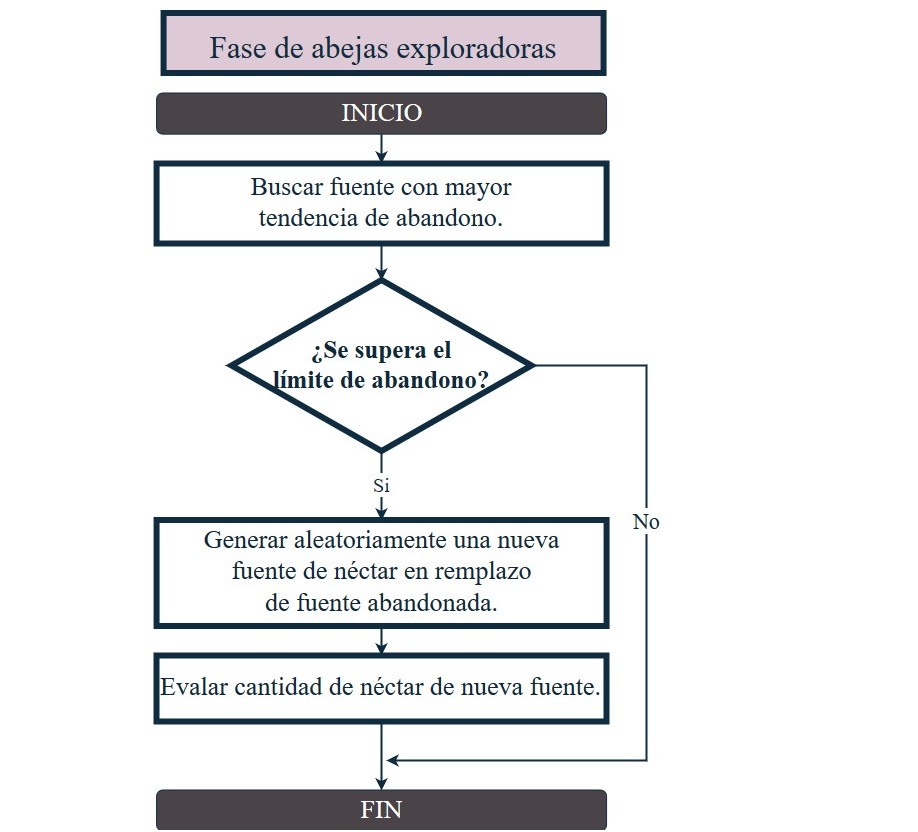 Fase de abejas exploradoras
INICIO
Buscar fuente con mayor
tendencia de abandono.
¿Se supera el
límite de abandono?
Si
No
Generar aleatoriamente una nueva
fuente de néctar en remplazo
de fuente abandonada.
Evalar cantidad de néctar de nueva fuente.
FIN